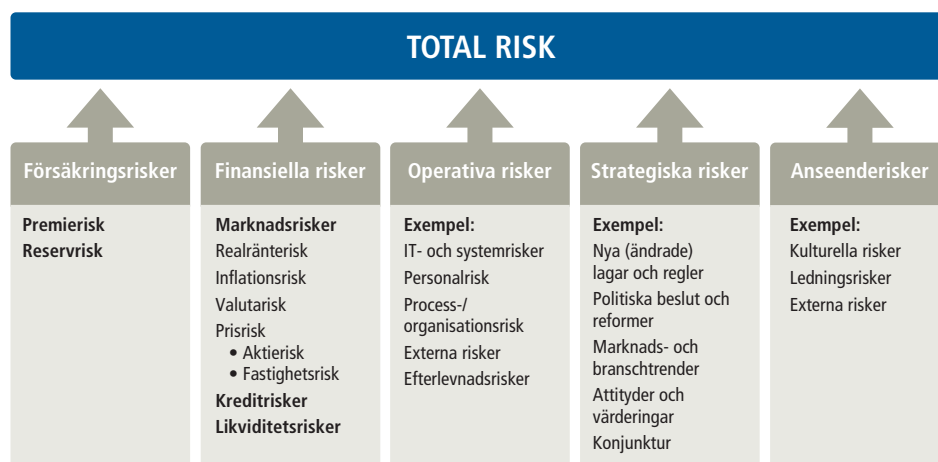 TOTAL RISK
Försäkringsrisker
Premierisk
Reservrisk
Finansiella risker
Marknadsrisker
Realränterisk
Inflationsrisk
Valutarisk
Prisrisk
• Aktierisk
• Fastighetsrisk
Kreditrisker
Likviditetsrisker
Operativa risker
Exempel:
IT- och systemrisker
Personalrisk
Process-/
organisationsrisk
Externa risker
Efterlevnadsrisker
Strategiska risker
Exempel:
Nya (ändrade)
lagar och regler
Politiska beslut och
reformer
Marknads- och
branschtrender
Attityder och
värderingar
Konjunktur
Anseenderisker
Exempel:
Kulturella risker
Ledningsrisker
Externa risker